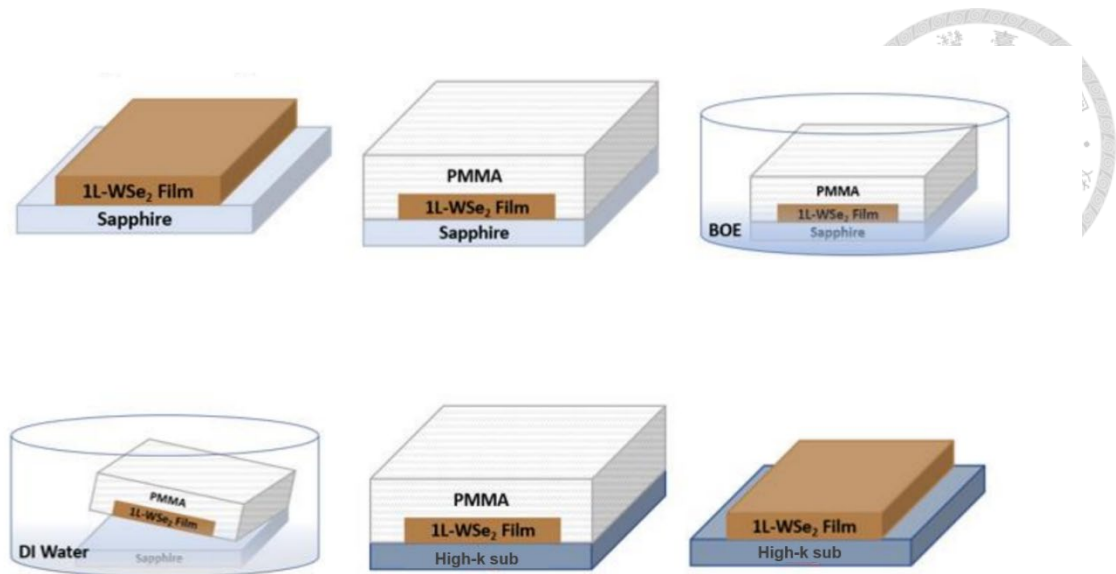 1L-WSe₂ Film
Sapphire
PMMA
1L-WSe₂ Film
Sapphire
PMMA
1L-WSe₂ Film
BOE
Sapphire
PMMA
1L-WSe₂ Film
DI Water
Sapphire
PMMA
1L-WSe₂ Film
High-k sub
1L-WSe₂ Film
High-k sub